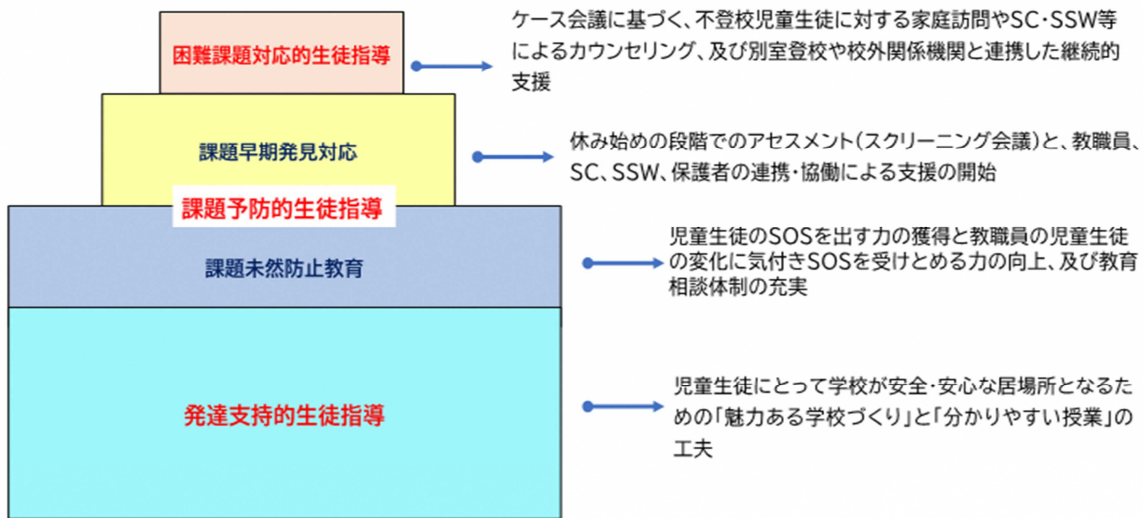 困難課題対応的生徒指導
ケース会議に基づく、不登校児童生徒に対する家庭訪問やSC・SSW等
によるカウンセリング、及び別室登校や校外関係機関と連携した継続的
支援
課題早期発見対応
休み始めの段階でのアセスメント(スクリーニング会議)と、教職員、
SC、SSW、保護者の連携・協働による支援の開始
課題予防的生徒指導
課題未然防止教育
児童生徒のSOSを出す力の獲得と教職員の児童生徒
の変化に気付きSOSを受けとめる力の向上、及び教育
相談体制の充実
発達支持的生徒指導
児童生徒にとって学校が安全・安心な居場所となるた
めの「魅力ある学校づくり」と「分かりやすい授業」の
工夫